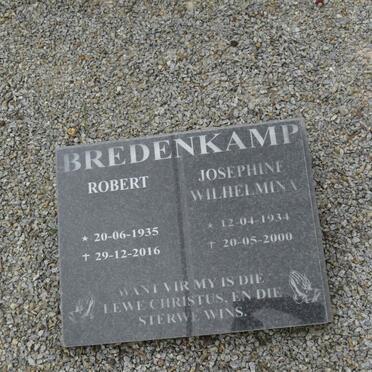 BREDENKAMP
ROBERT
★ 20-06-1935
† 29-12-2016
JOSEPHINE
WILHELMINA
★ 12-04-1934
† 20-05-2000
WANT VIR MY IS DIE
LEWE CHRISTUS, EN DIE
STERWE WINS.